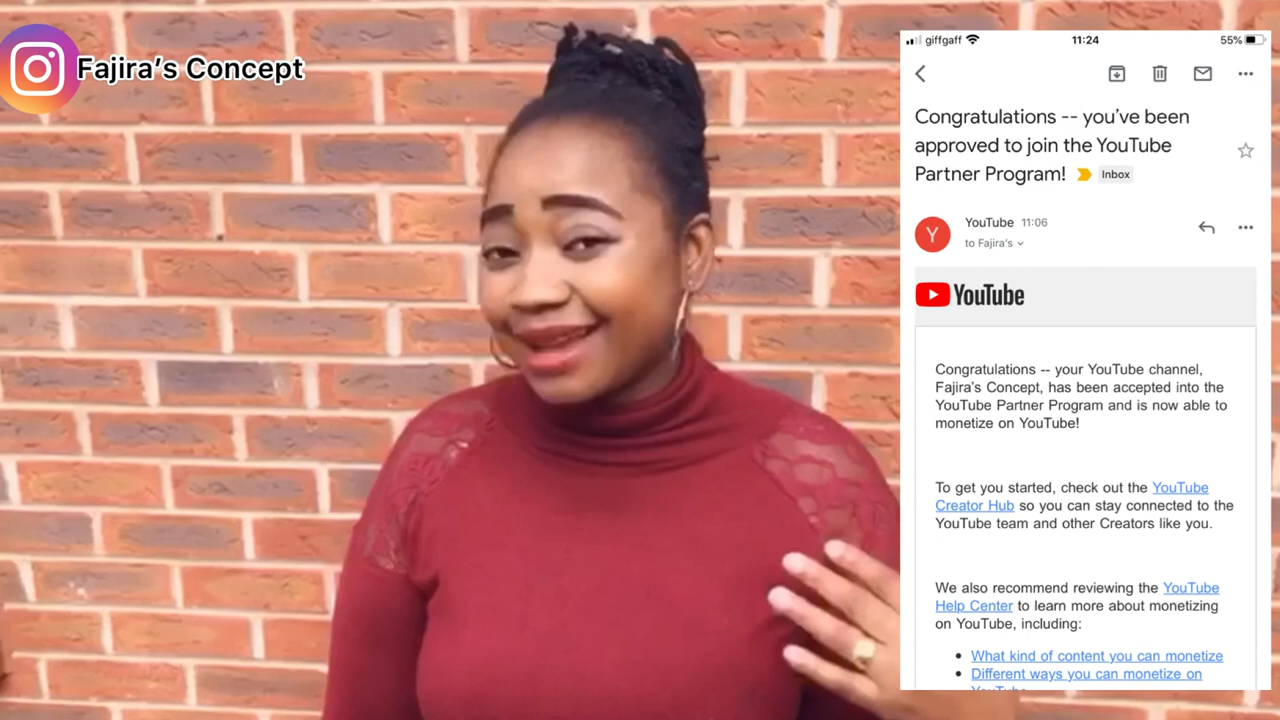 Fajira's Concept
giffgaff
11:24
55%
Congratulations -- you've been
approved to join the YouTube
Partner Program!
Inbox
Y
YouTube 11:06
to Fajira's
YouTube
Congratulations -- your YouTube channel,
Fajira's Concept, has been accepted into the
YouTube Partner Program and is now able to
monetize on YouTube!
To get you started, check out the YouTube
Creator Hub so you can stay connected to the
YouTube team and other Creators like you.
We also recommend reviewing the YouTube
Help Center to learn more about monetizing
on YouTube, including:
• What kind of content you can monetize
• Different ways you can monetize on
YouTube